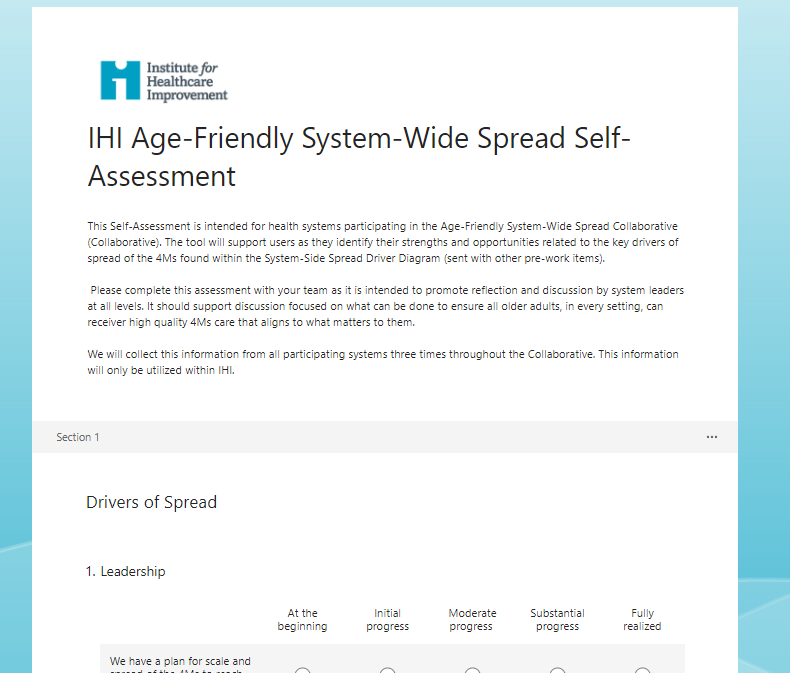 Institute for
Healthcare
Improvement
IHI Age-Friendly System-Wide Spread Self-
Assessment
This Self-Assessment is intended for health systems participating in the Age-Friendly System-Wide Spread Collaborative
(Collaborative). The tool will support users as they identify their strengths and opportunities related to the key drivers of
spread of the 4Ms found within the System-Side Spread Driver Diagram (sent with other pre-work items).
Please complete this assessment with your team as it is intended to promote reflection and discussion by system leaders
at all levels. It should support discussion focused on what can be done to ensure all older adults, in every setting, can
receiver high quality 4Ms care that aligns to what matters to them.
We will collect this information from all participating systems three times throughout the Collaborative. This information
will only be utilized within IHI.
Section 1
...
Drivers of Spread
1. Leadership
At the beginning
Initial progress
Moderate progress
Substantial progress
Fully realized
We have a plan for scale and
spread of the 4Ms to reach